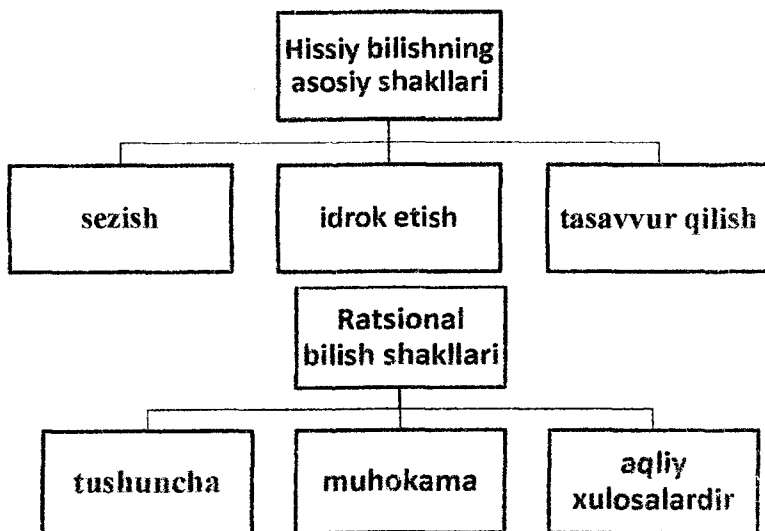 Hissiy bilishning
asosiy shakllari
sezish
idrok etish
tasavvur qilish
Ratsional
bilish shakllari
tushuncha
muhokama
aqliy
xulosalardir